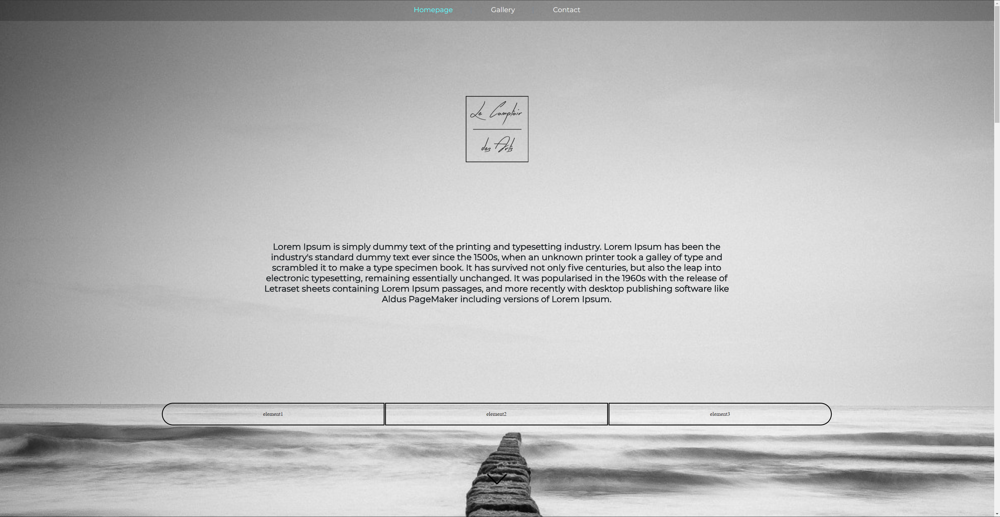 Homepage Gallery Contact
Le Comptoir
des Arts
Lorem Ipsum is simply dummy text of the printing and typesetting industry. Lorem Ipsum has been the
industry's standard dummy text ever since the 1500s, when an unknown printer took a galley of type and
scrambled it to make a type specimen book. It has survived not only five centuries, but also the leap into
electronic typesetting, remaining essentially unchanged. It was popularised in the 1960s with the release of
Letraset sheets containing Lorem Ipsum passages, and more recently with desktop publishing software like
Aldus PageMaker including versions of Lorem Ipsum.
element1 element2 element3